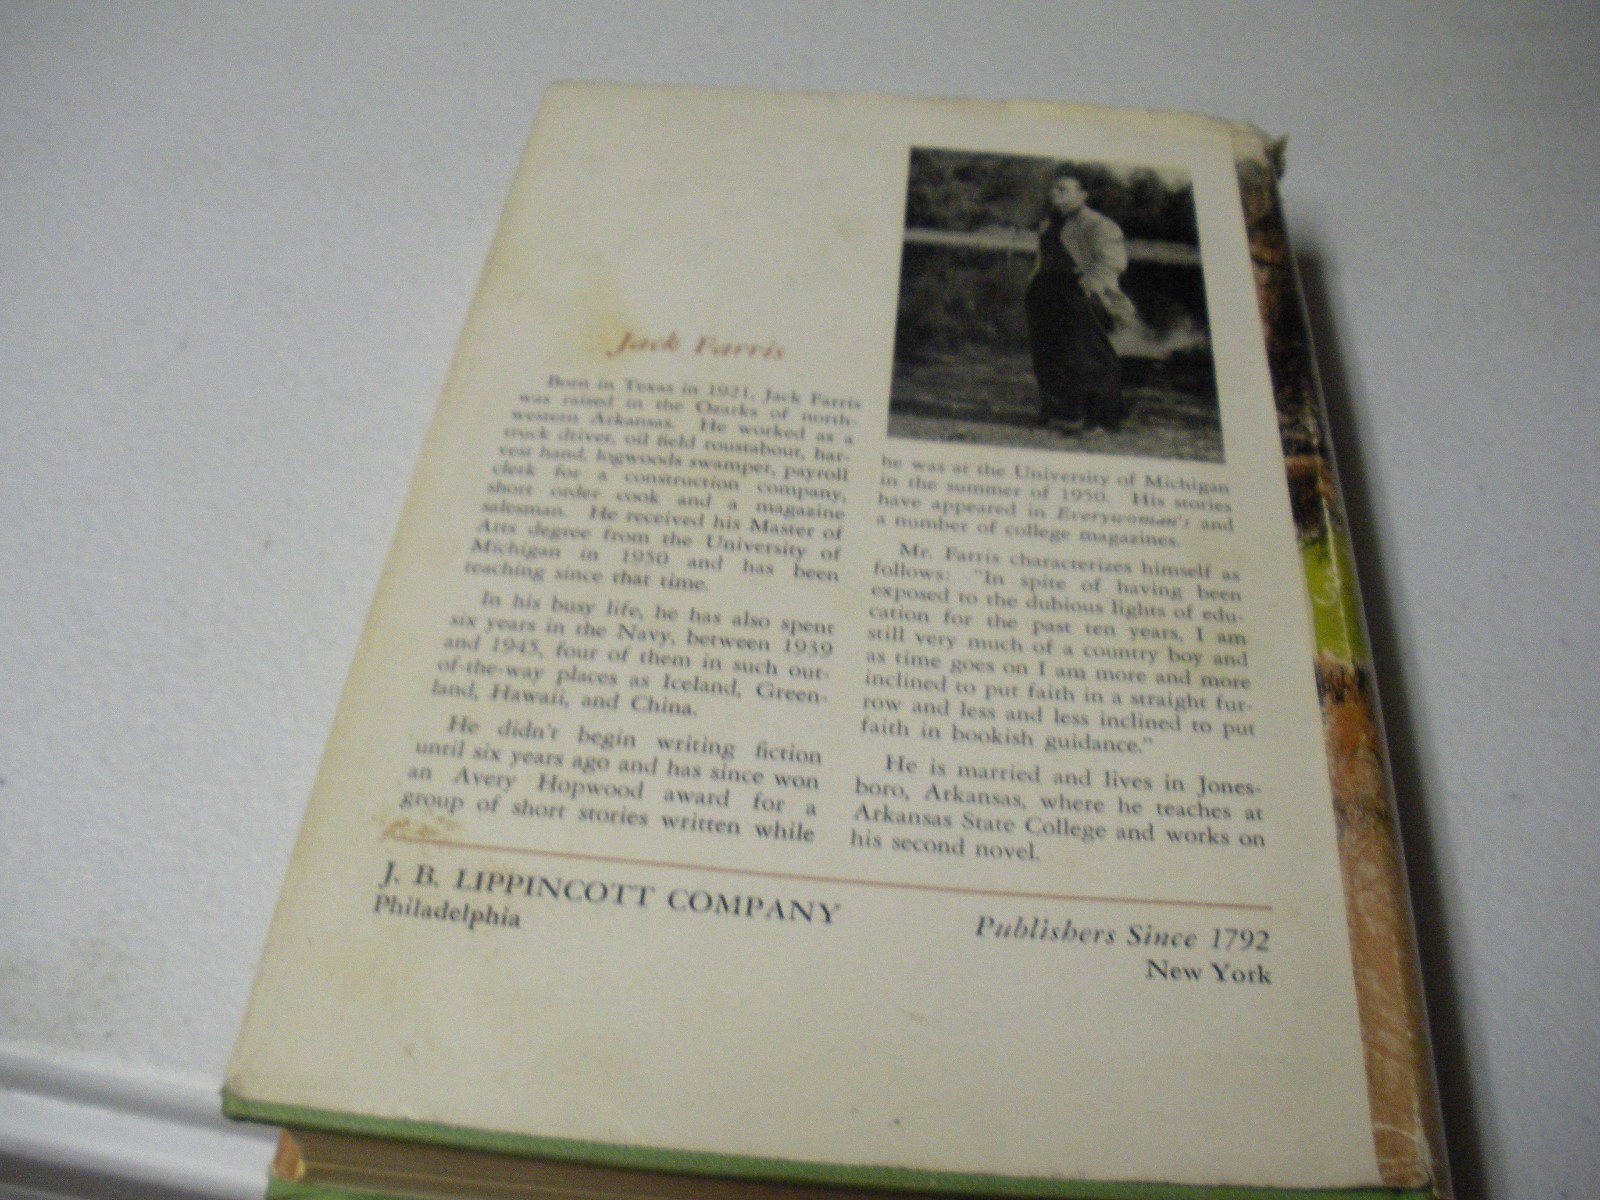 Jack Farris
Born in Texas in 1921, Jack Farris
was raised in the Ozarks of north-
western Arkansas. He worked as a
truck driver, oil field roustabout, har-
vest hand, logwoods swamper, payroll
clerk for a construction company,
short order cook and a magazine
salesman. He received his Master of
Arts degree from the University of
Michigan in 1950 and has been
teaching since that time.
In his busy life, he has also spent
six years in the Navy, between 1939
and 1945, four of them in such out-
of-the-way places as Iceland, Green-
land, Hawaii, and China.
He didn't begin writing fiction
until six years ago and has since won
an Avery Hopwood award for a
group of short stories written while
he was at the University of Michigan
in the summer of 1950. His stories
have appeared in Everywoman's and
a number of college magazines.
Mr. Farris characterizes himself as
follows: "In spite of having been
exposed to the dubious lights of edu-
cation for the past ten years, I am
still very much of a country boy and
as time goes on I am more and more
inclined to put faith in a straight fur-
row and less and less inclined to put
faith in bookish guidance."
He is married and lives in Jones-
boro, Arkansas, where he teaches at
Arkansas State College and works on
his second novel.
J. B. LIPPINCOTT COMPANY
Philadelphia
Publishers Since 1792
New York